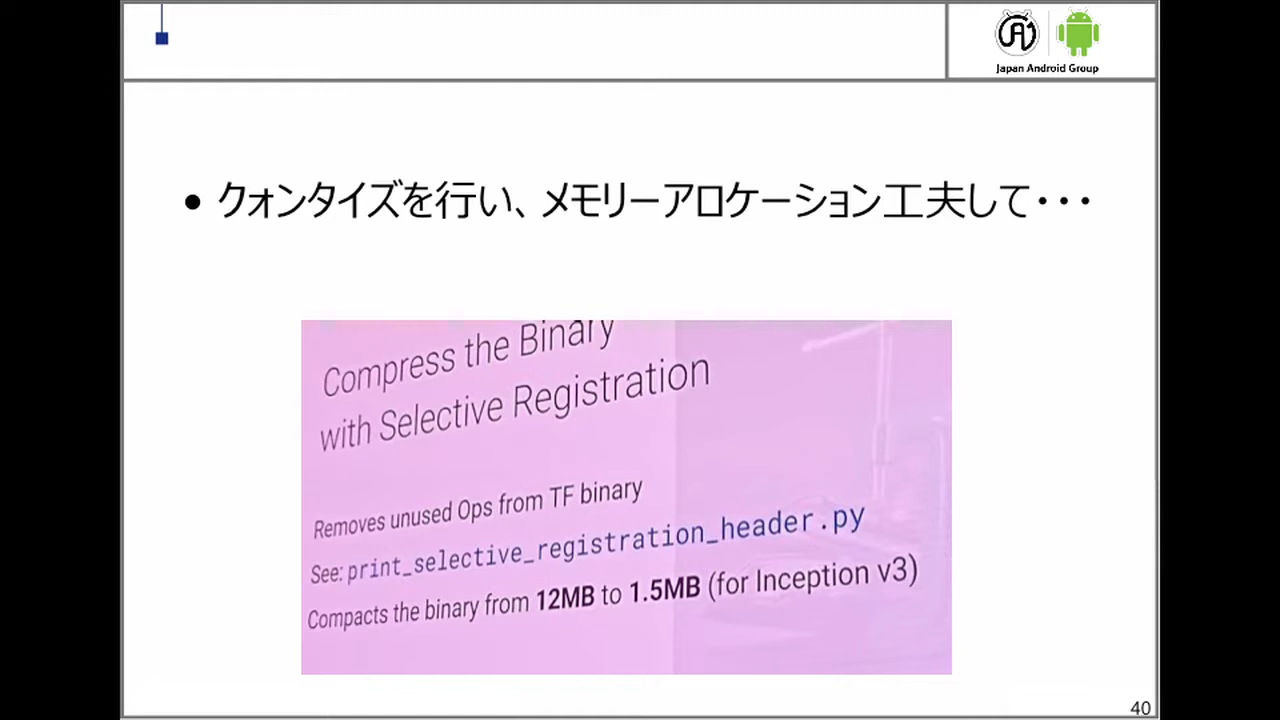 Japan Android Group
• クォンタイズを行い、メモリーアロケーション工夫して・・・
Compress the Binary
with Selective Registration
Removes unused Ops from TF binary
See: print_selective_registration_header.py
Compacts the binary from 12MB to 1.5MB (for Inception v3)
40